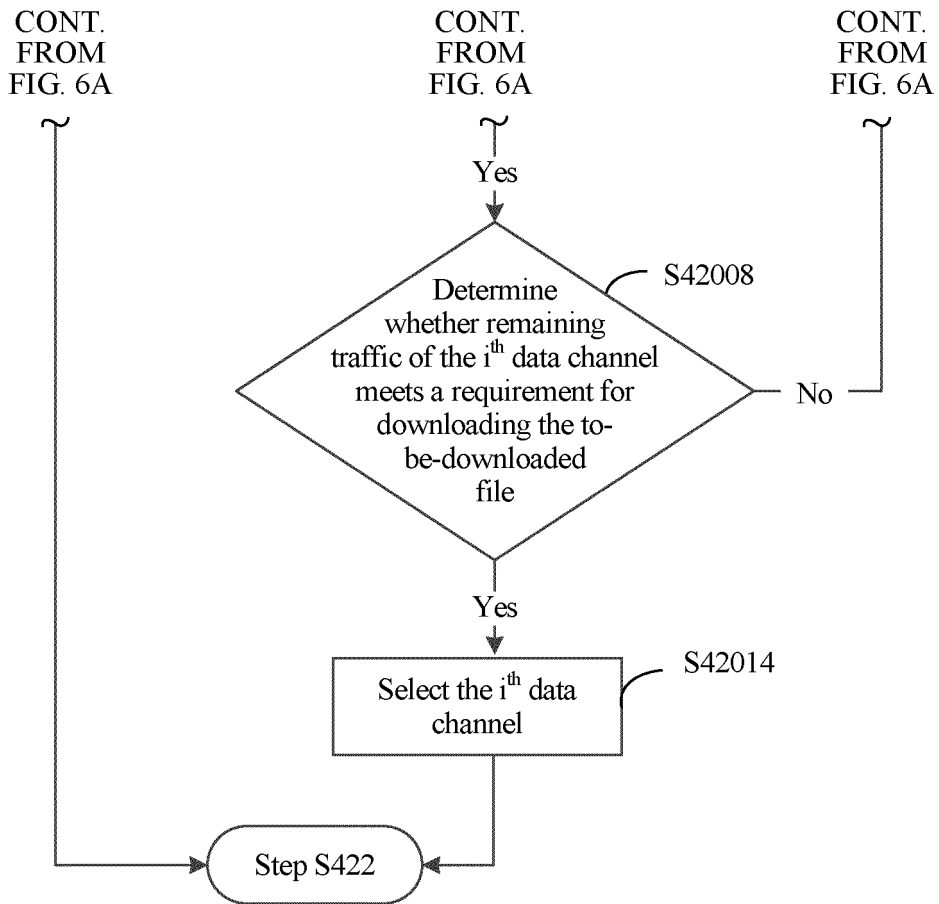 CONT.
FROM
FIG. 6A
CONT.
FROM
FIG. 6A
CONT.
FROM
FIG. 6A
Yes
S42008
Determine
whether remaining
traffic of the iᵗʰ data channel
meets a requirement for
downloading the to-
be-downloaded
file
No
Yes
S42014
Select the iᵗʰ data
channel
Step S422